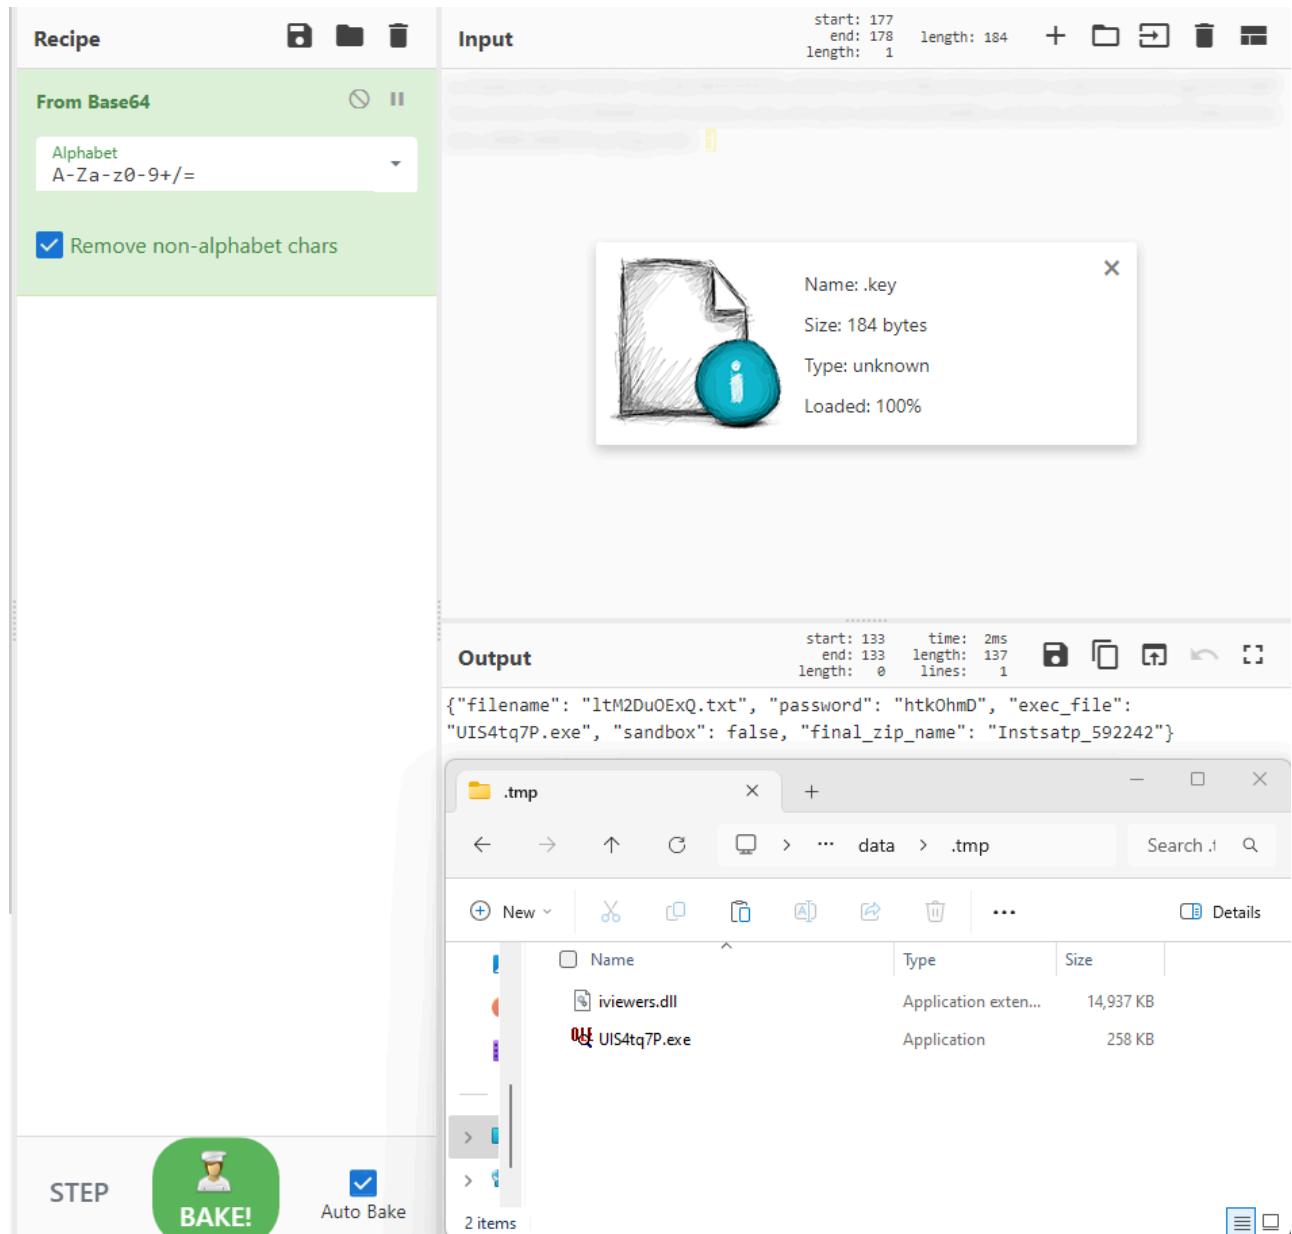 Recipe
From Base64
Alphabet
A-Za-z0-9+/=
Remove non-alphabet chars
STEP
BAKE!
Auto Bake
Input
start: 177
end: 178
length: 1
length: 184
Name: .key
Size: 184 bytes
Type: unknown
Loaded: 100%
Output
start: 133
end: 133
length: 0
time: 2ms
length: 137
lines: 1
{"filename": "ltM2DuOExQ.txt", "password": "htkOhmD", "exec_file":
"UIS4tq7P.exe", "sandbox": false, "final_zip_name": "Instsatp_592242"}
.tmp
data > .tmp
Search .t
New
Details
Name Type Size
iviewers.dll Application exten... 14,937 KB
UIS4tq7P.exe Application 258 KB
2 items